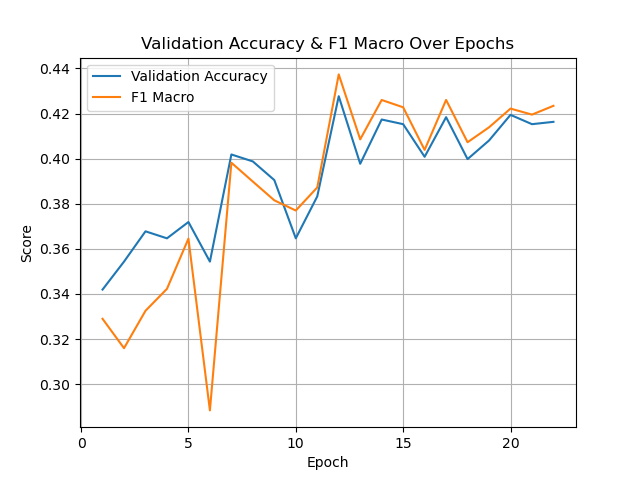 Validation Accuracy & F1 Macro Over Epochs
Validation Accuracy
F1 Macro
0.44
0.42
0.40
0.38
0.36
0.34
0.32
0.30
Score
0 5 10 15 20
Epoch